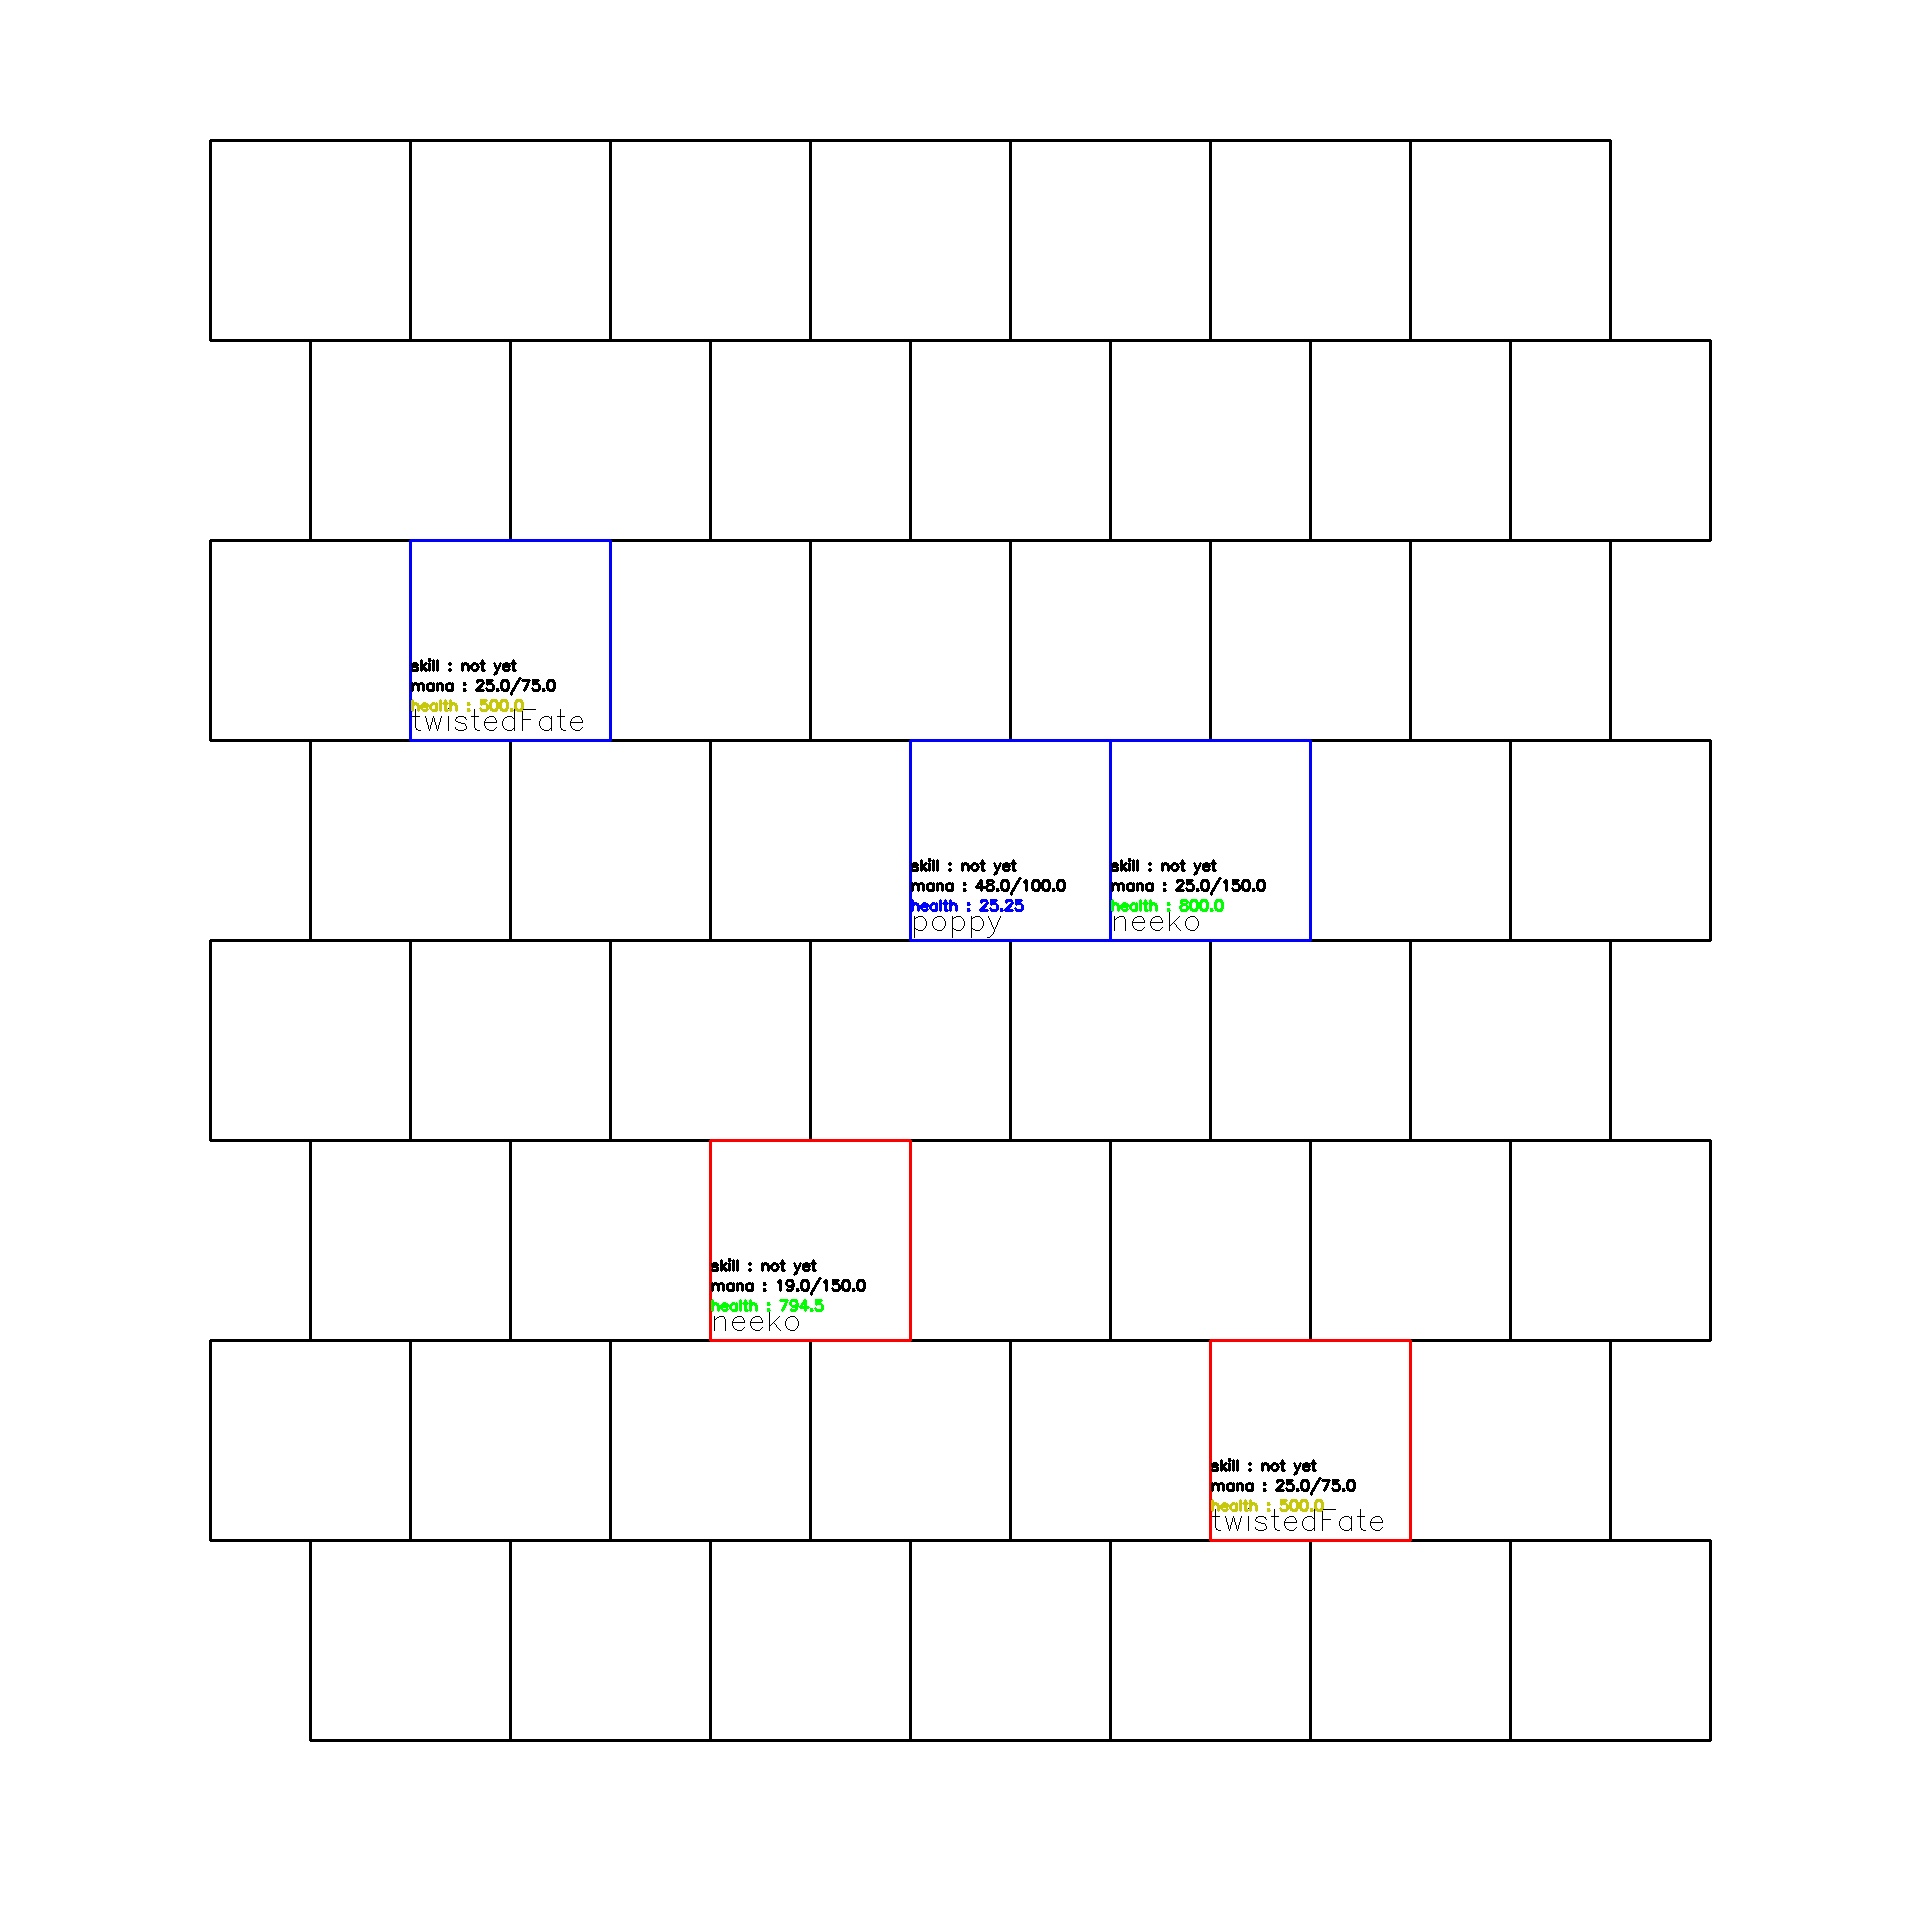 skill : not yet
mana : 25.0/75.0
health : 500.0
twistedFate
skill : not yet
mana : 48.0/100.0
health : 25.25
poppy
skill : not yet
mana : 25.0/150.0
health : 800.0
neeko
skill : not yet
mana : 19.0/150.0
health : 794.5
neeko
skill : not yet
mana : 25.0/75.0
health : 500.0
twistedFate